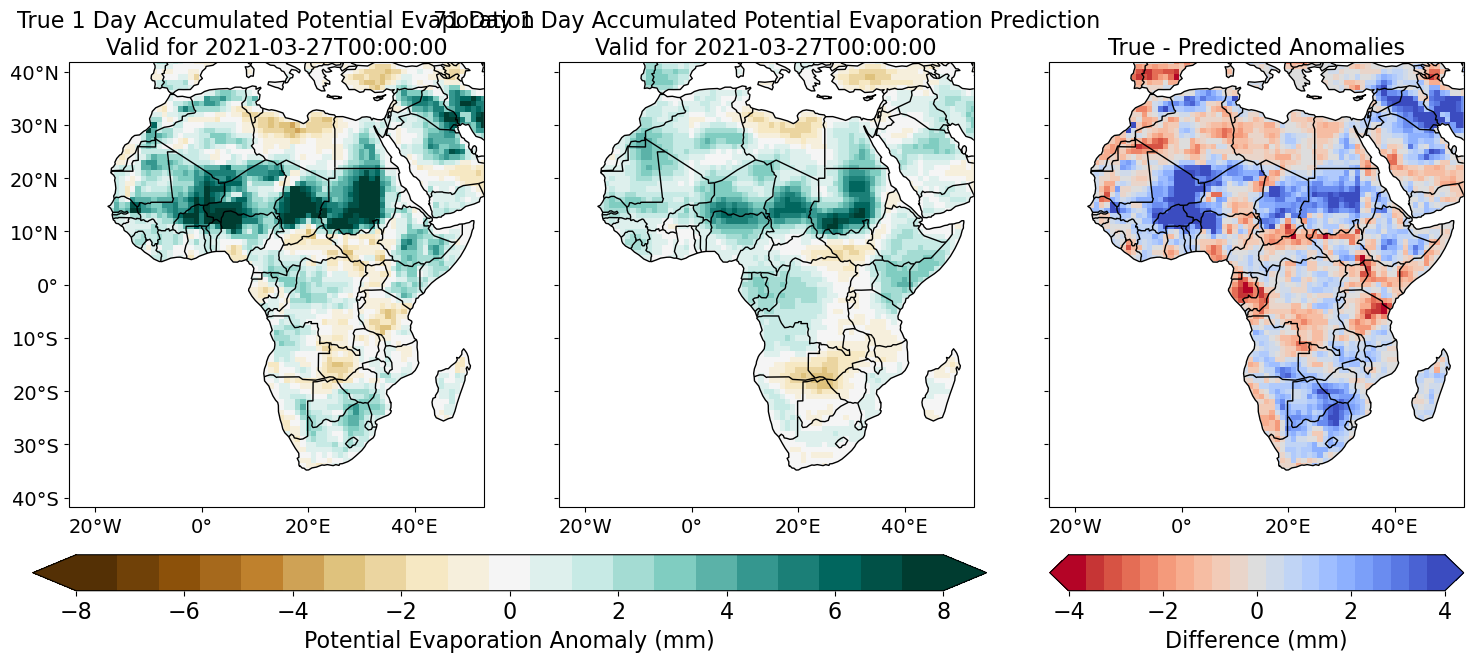 True 1 Day Accumulated Potential Evaporation
Valid for 2021-03-27T00:00:00
71 Day 1 Day Accumulated Potential Evaporation Prediction
Valid for 2021-03-27T00:00:00
True - Predicted Anomalies
40°N
30°N
20°N
10°N
0°
10°S
20°S
30°S
40°S
20°W 0° 20°E 40°E
20°W 0° 20°E 40°E
20°W 0° 20°E 40°E
−8 −6 −4 −2 0 2 4 6 8
Potential Evaporation Anomaly (mm)
−4 −2 0 2 4
Difference (mm)